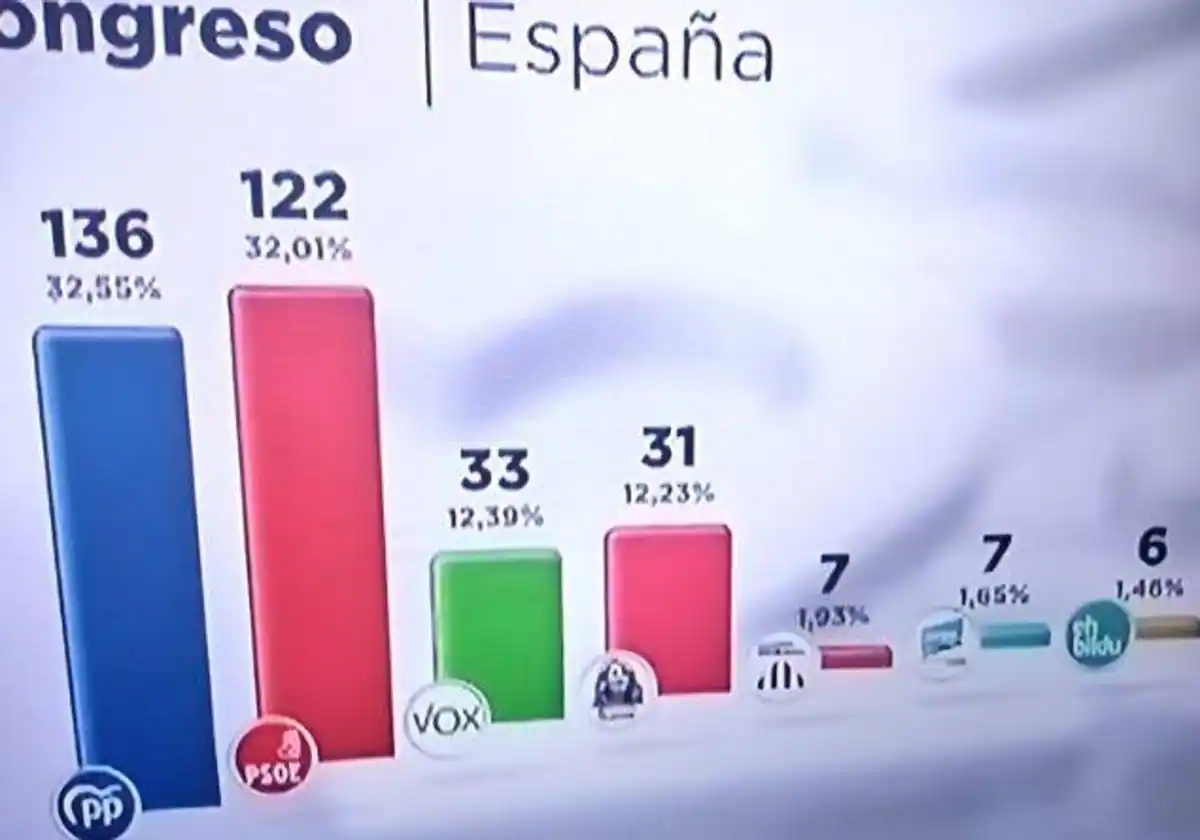 ongreso | España
136
32,55%
122
32,01%
33
12,39%
31
12,23%
7
1,93%
7
1,65%
6
1,46%
PP
PSOE
VOX
eh
bildu